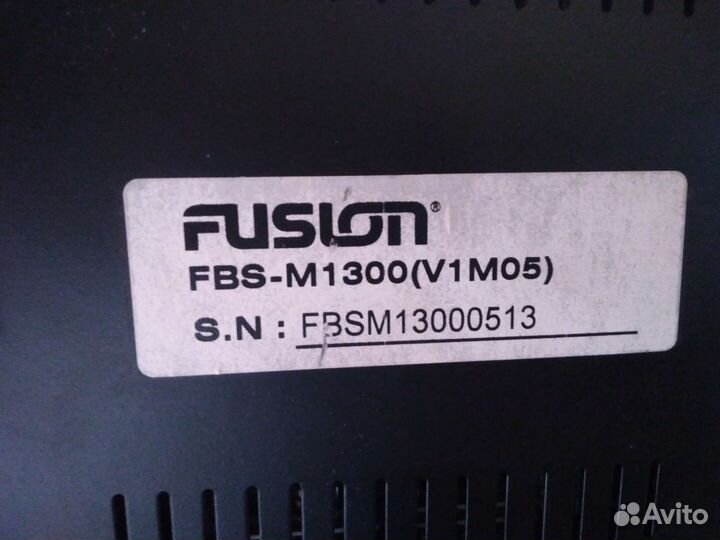 FUSION®
FBS-M1300(V1M05)
S.N : FBSM13000513
Avito